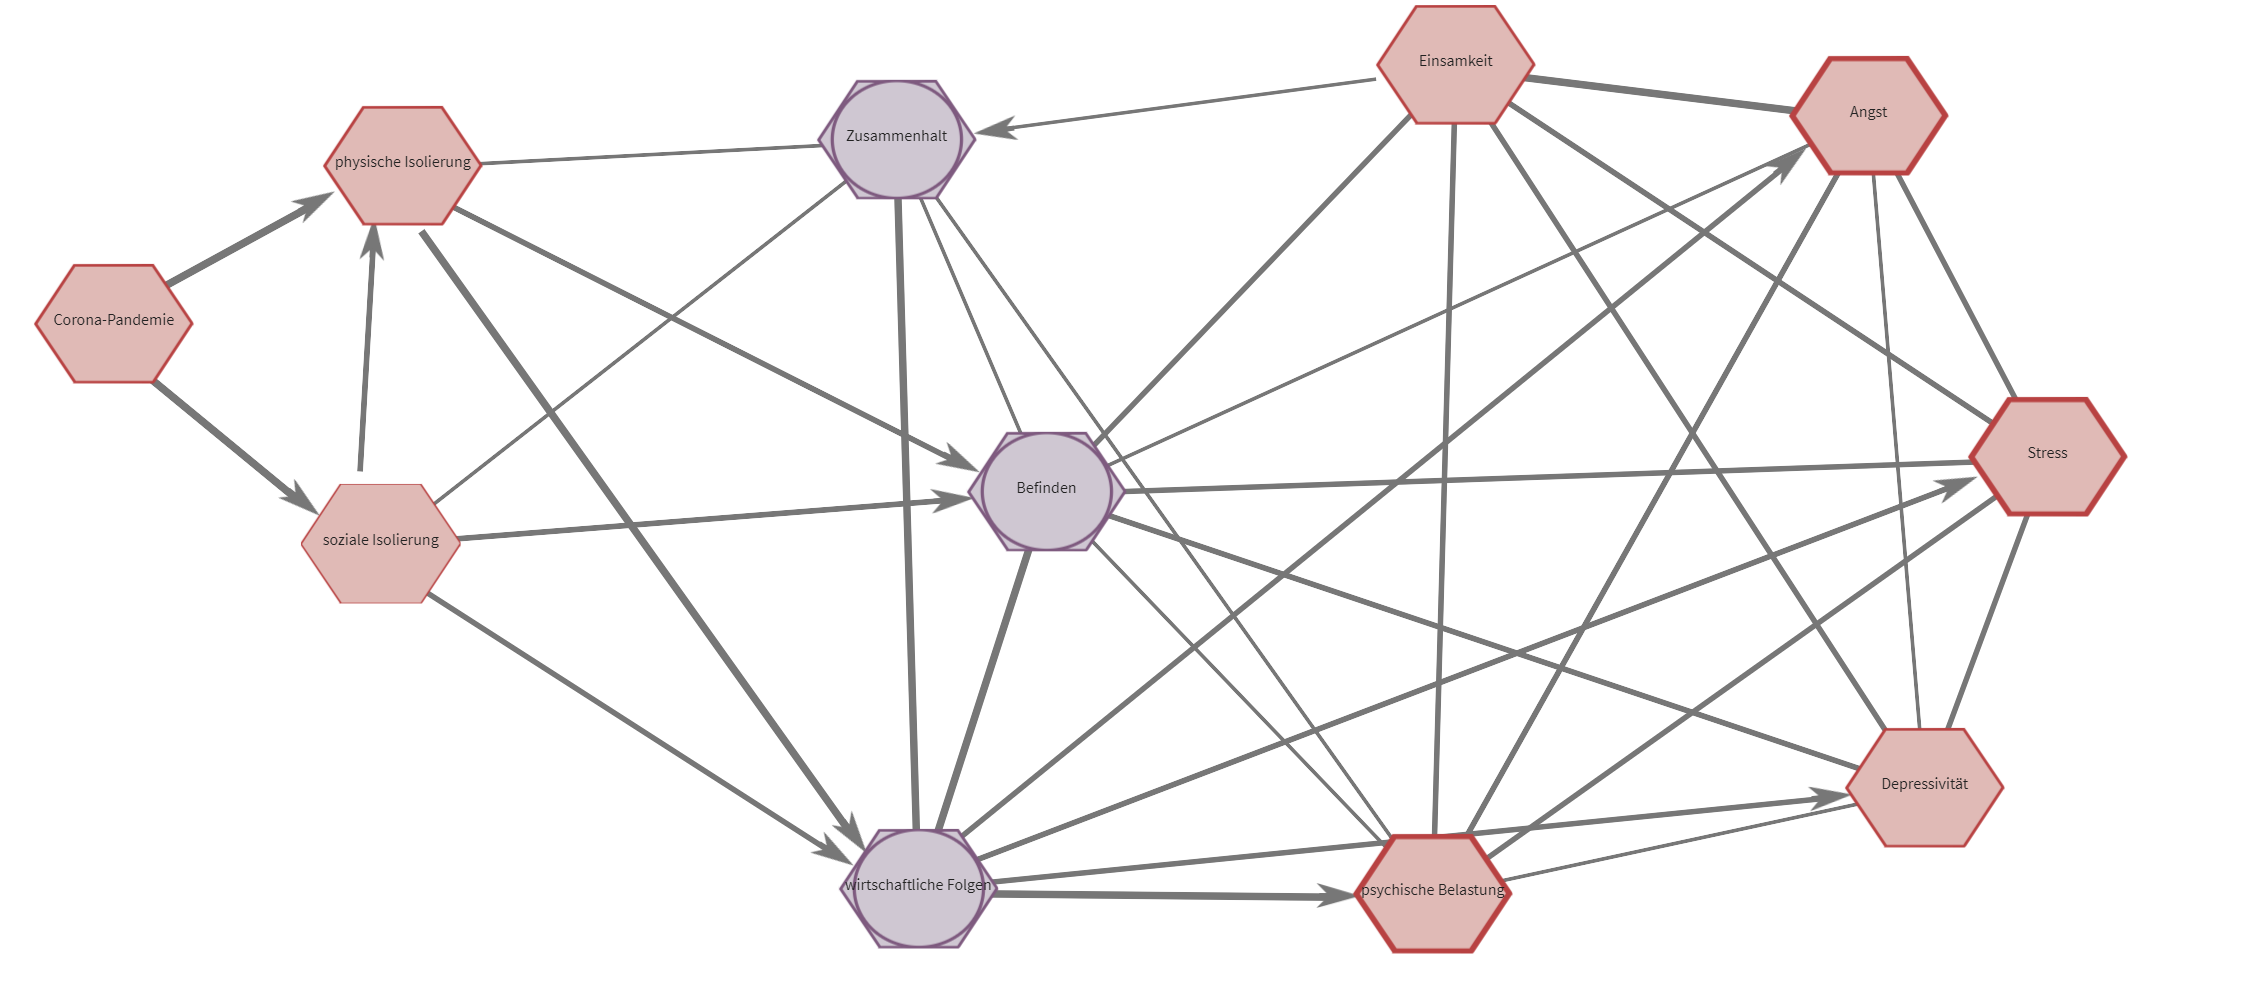 Einsamkeit
Angst
Zusammenhalt
physische Isolierung
Corona-Pandemie
Stress
Befinden
soziale Isolierung
Depressivität
wirtschaftliche Folgen
psychische Belastung